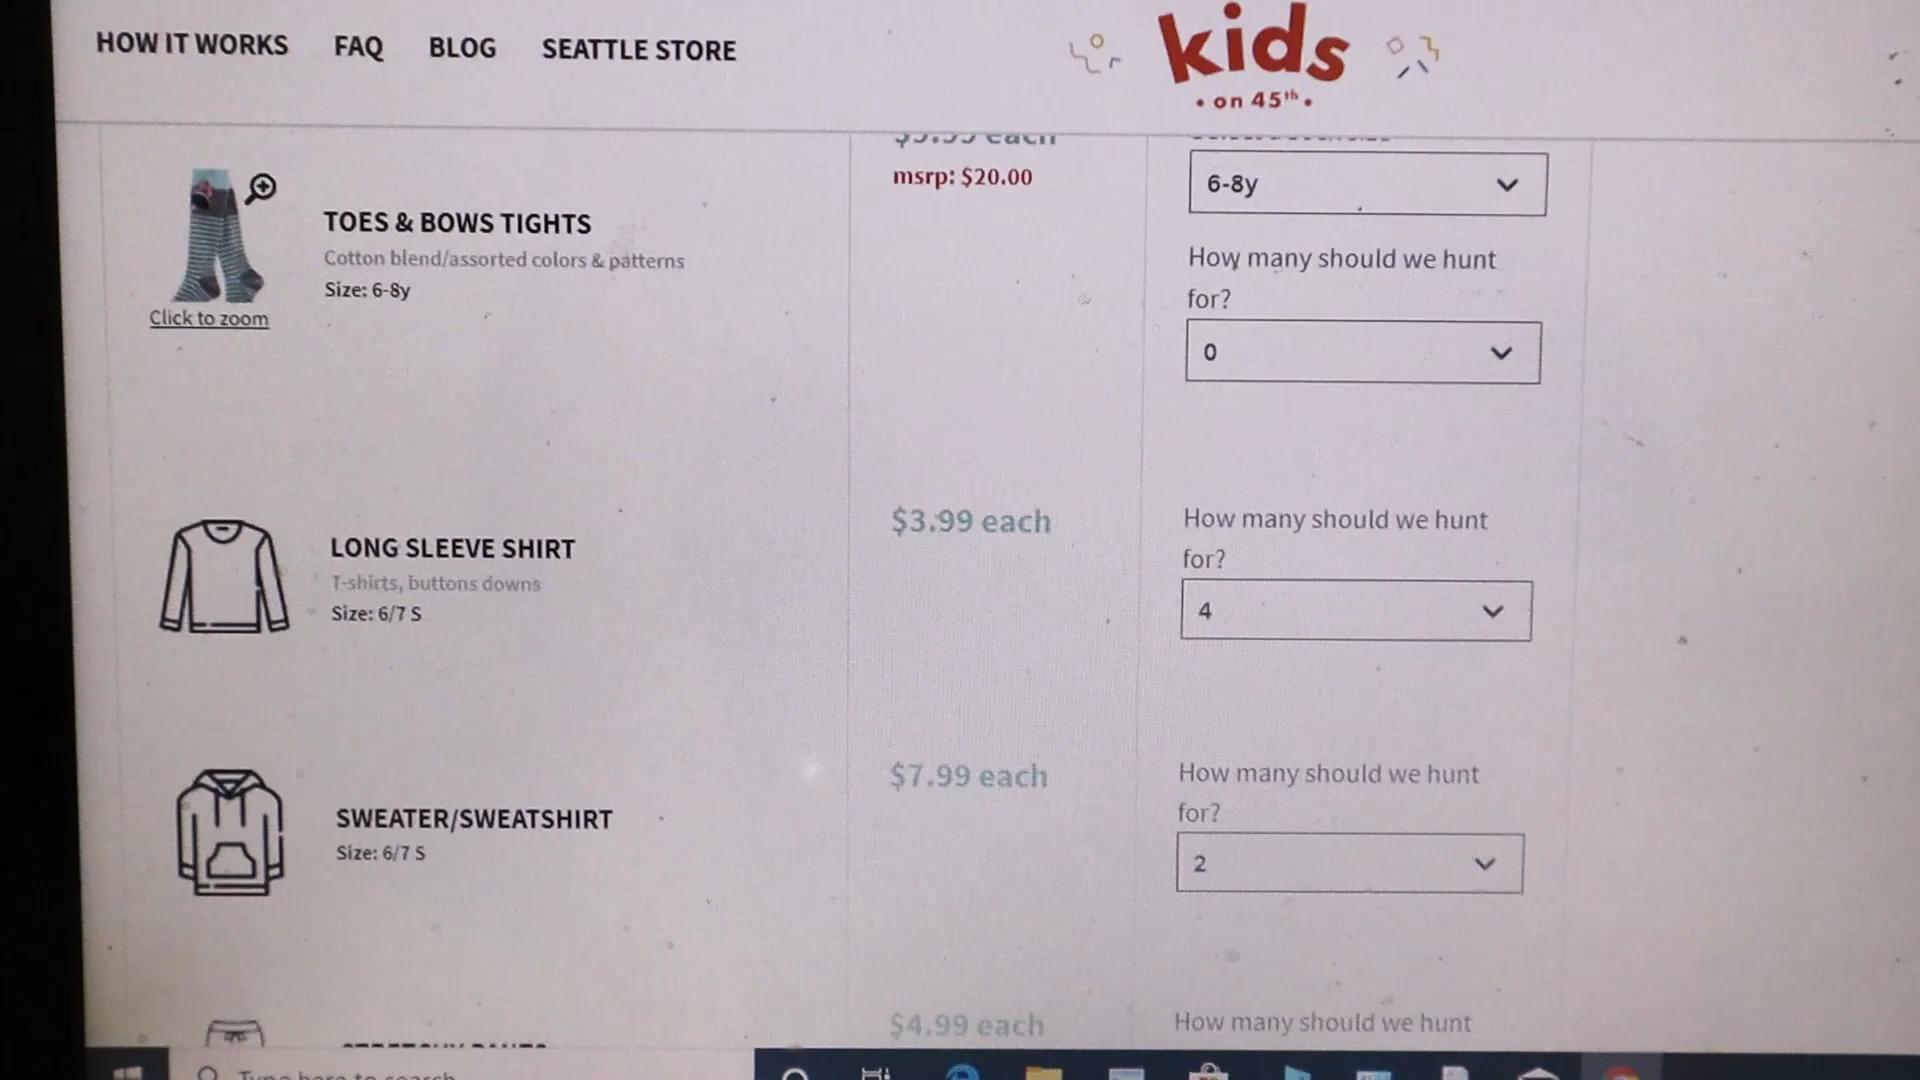 HOW IT WORKS FAQ BLOG SEATTLE STORE
kids
• on 45th •
msrp: $20.00
6-8y
TOES & BOWS TIGHTS
Cotton blend/assorted colors & patterns
Size: 6-8y
Click to zoom
How many should we hunt
for?
0
LONG SLEEVE SHIRT
T-shirts, buttons downs
Size: 6/7 S
$3.99 each
How many should we hunt
for?
4
SWEATER/SWEATSHIRT
Size: 6/7 S
$7.99 each
How many should we hunt
for?
2
$4.99 each
How many should we hunt
Type here to search